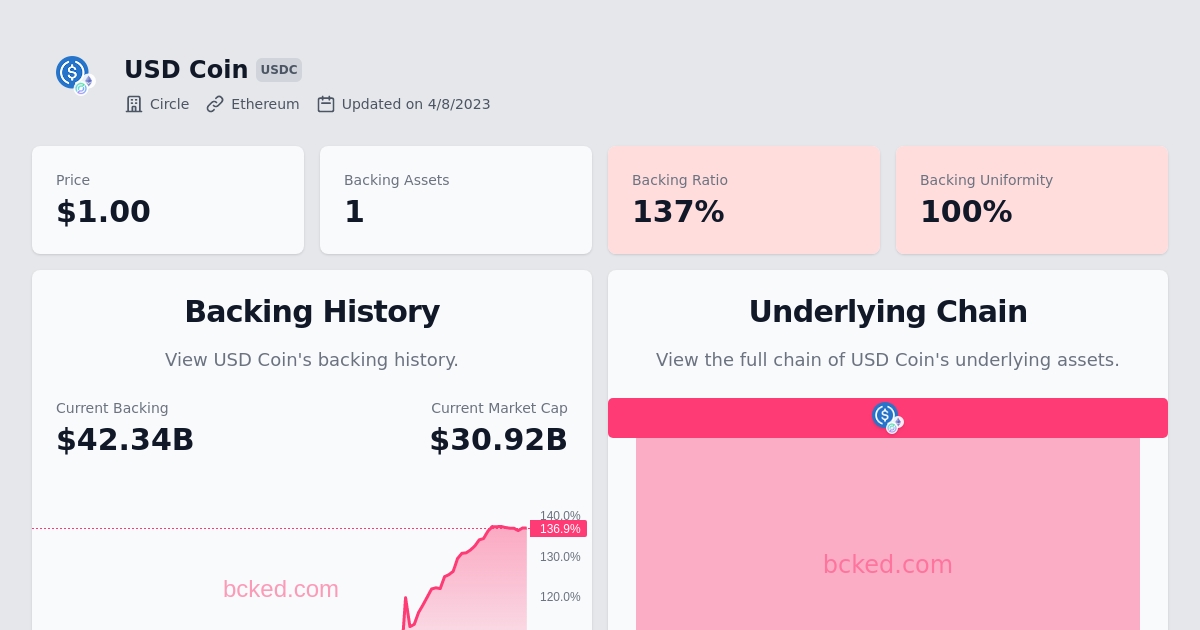 USD Coin USDC
Circle Ethereum Updated on 4/8/2023
Price
$1.00
Backing Assets
1
Backing Ratio
137%
Backing Uniformity
100%
Backing History
View USD Coin's backing history.
Current Backing
$42.34B
Current Market Cap
$30.92B
140.0%
136.9%
130.0%
120.0%
bcked.com
Underlying Chain
View the full chain of USD Coin's underlying assets.
bcked.com